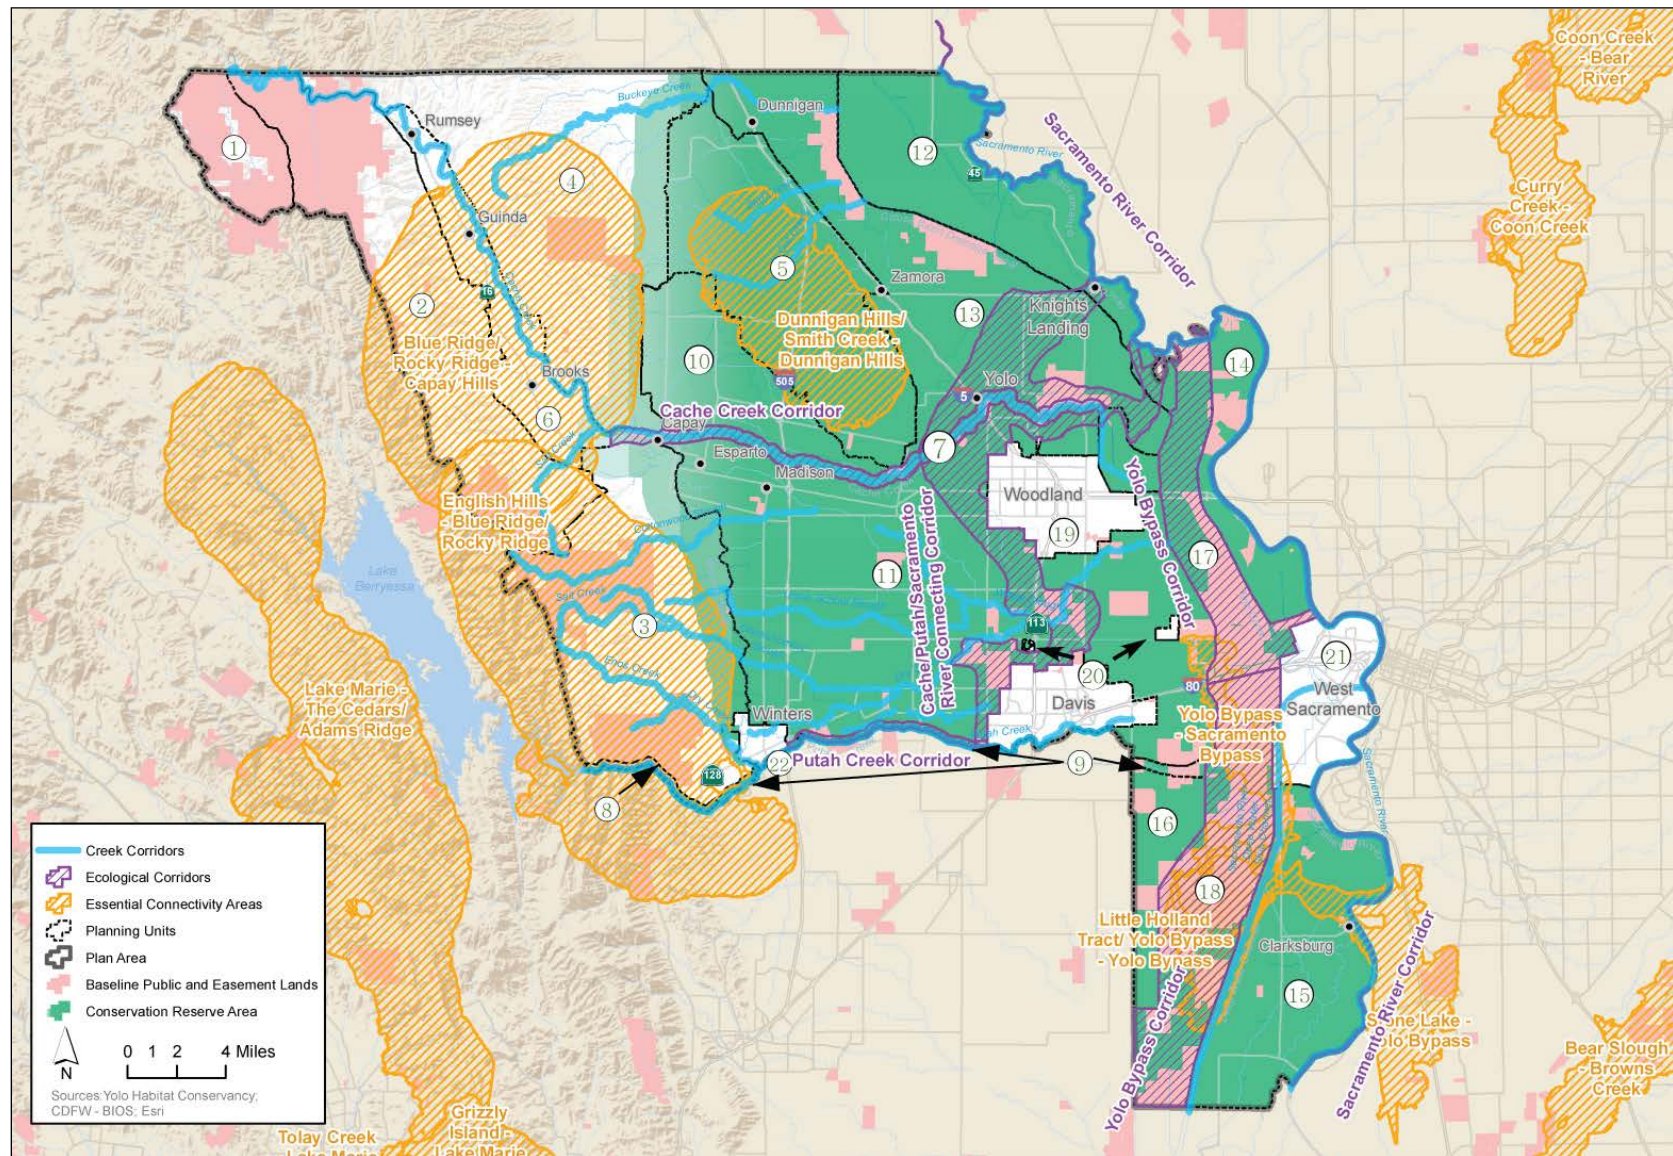 Coon Creek
- Bear
River
Buckeye Creek
Dunnigan
Rumsey
1
12
Sacramento River
45
Sacramento River Corridor
4
Curry
Creek -
Coon Creek
Guinda
5
16
Zamora
2
13
Knights
Landing
Dunnigan Hills/
Smith Creek -
Dunnigan Hills
Blue Ridge/
Rocky Ridge -
Capay Hills
10
14
Brooks
505
5
Yolo
6
Cache Creek Corridor
Capay
7
Esparto
Madison
Woodland
English Hills
- Blue Ridge/
Rocky Ridge
19
Yolo Bypass Corridor
17
Lake
Berryessa
11
Cache/Putah/Sacramento
River Connecting Corridor
Salt Creek
3
113
Enos Creek
20
21
West
Sacramento
Lake Marie -
The Cedars/
Adams Ridge
80
Davis
Winters
Yolo Bypass
- Sacramento
Bypass
22
Putah Creek Corridor
9
128
8
16
Sacramento River
18
Little Holland
Tract/ Yolo Bypass
- Yolo Bypass
Clarksburg
15
Yolo Bypass Corridor
Sacramento River Corridor
Bear Slough
- Browns
Creek
Creek Corridors
Ecological Corridors
Essential Connectivity Areas
Planning Units
Plan Area
Baseline Public and Easement Lands
Conservation Reserve Area
N
0 1 2 4 Miles
Sources:Yolo Habitat Conservancy;
CDFW - BIOS; Esri
Tolay Creek
Grizzly
Island -
Lake Marie